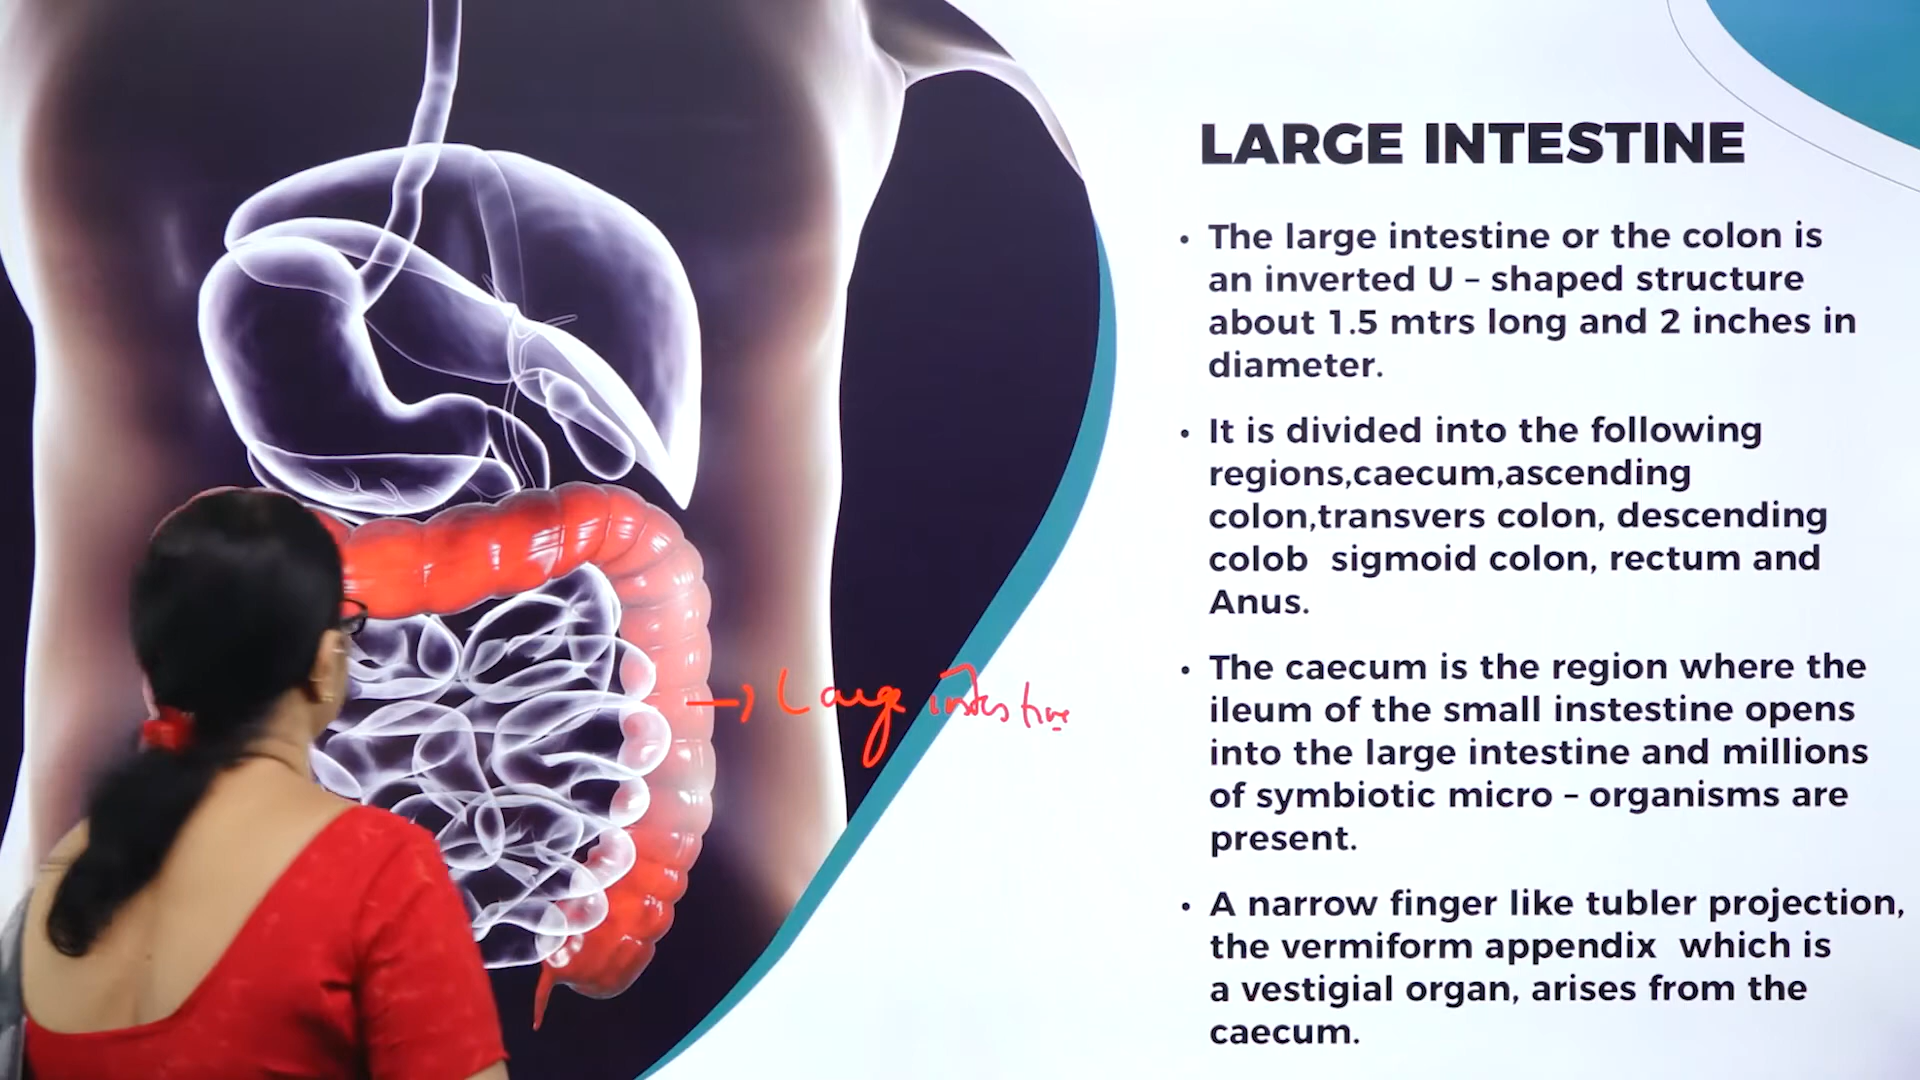 LARGE INTESTINE
• The large intestine or the colon is
an inverted U – shaped structure
about 1.5 mtrs long and 2 inches in
diameter.
• It is divided into the following
regions,caecum,ascending
colon,transvers colon, descending
colob sigmoid colon, rectum and
Anus.
• The caecum is the region where the
ileum of the small instestine opens
into the large intestine and millions
of symbiotic micro – organisms are
present.
• A narrow finger like tubler projection,
the vermiform appendix which is
a vestigial organ, arises from the
caecum.
→ Large intestine